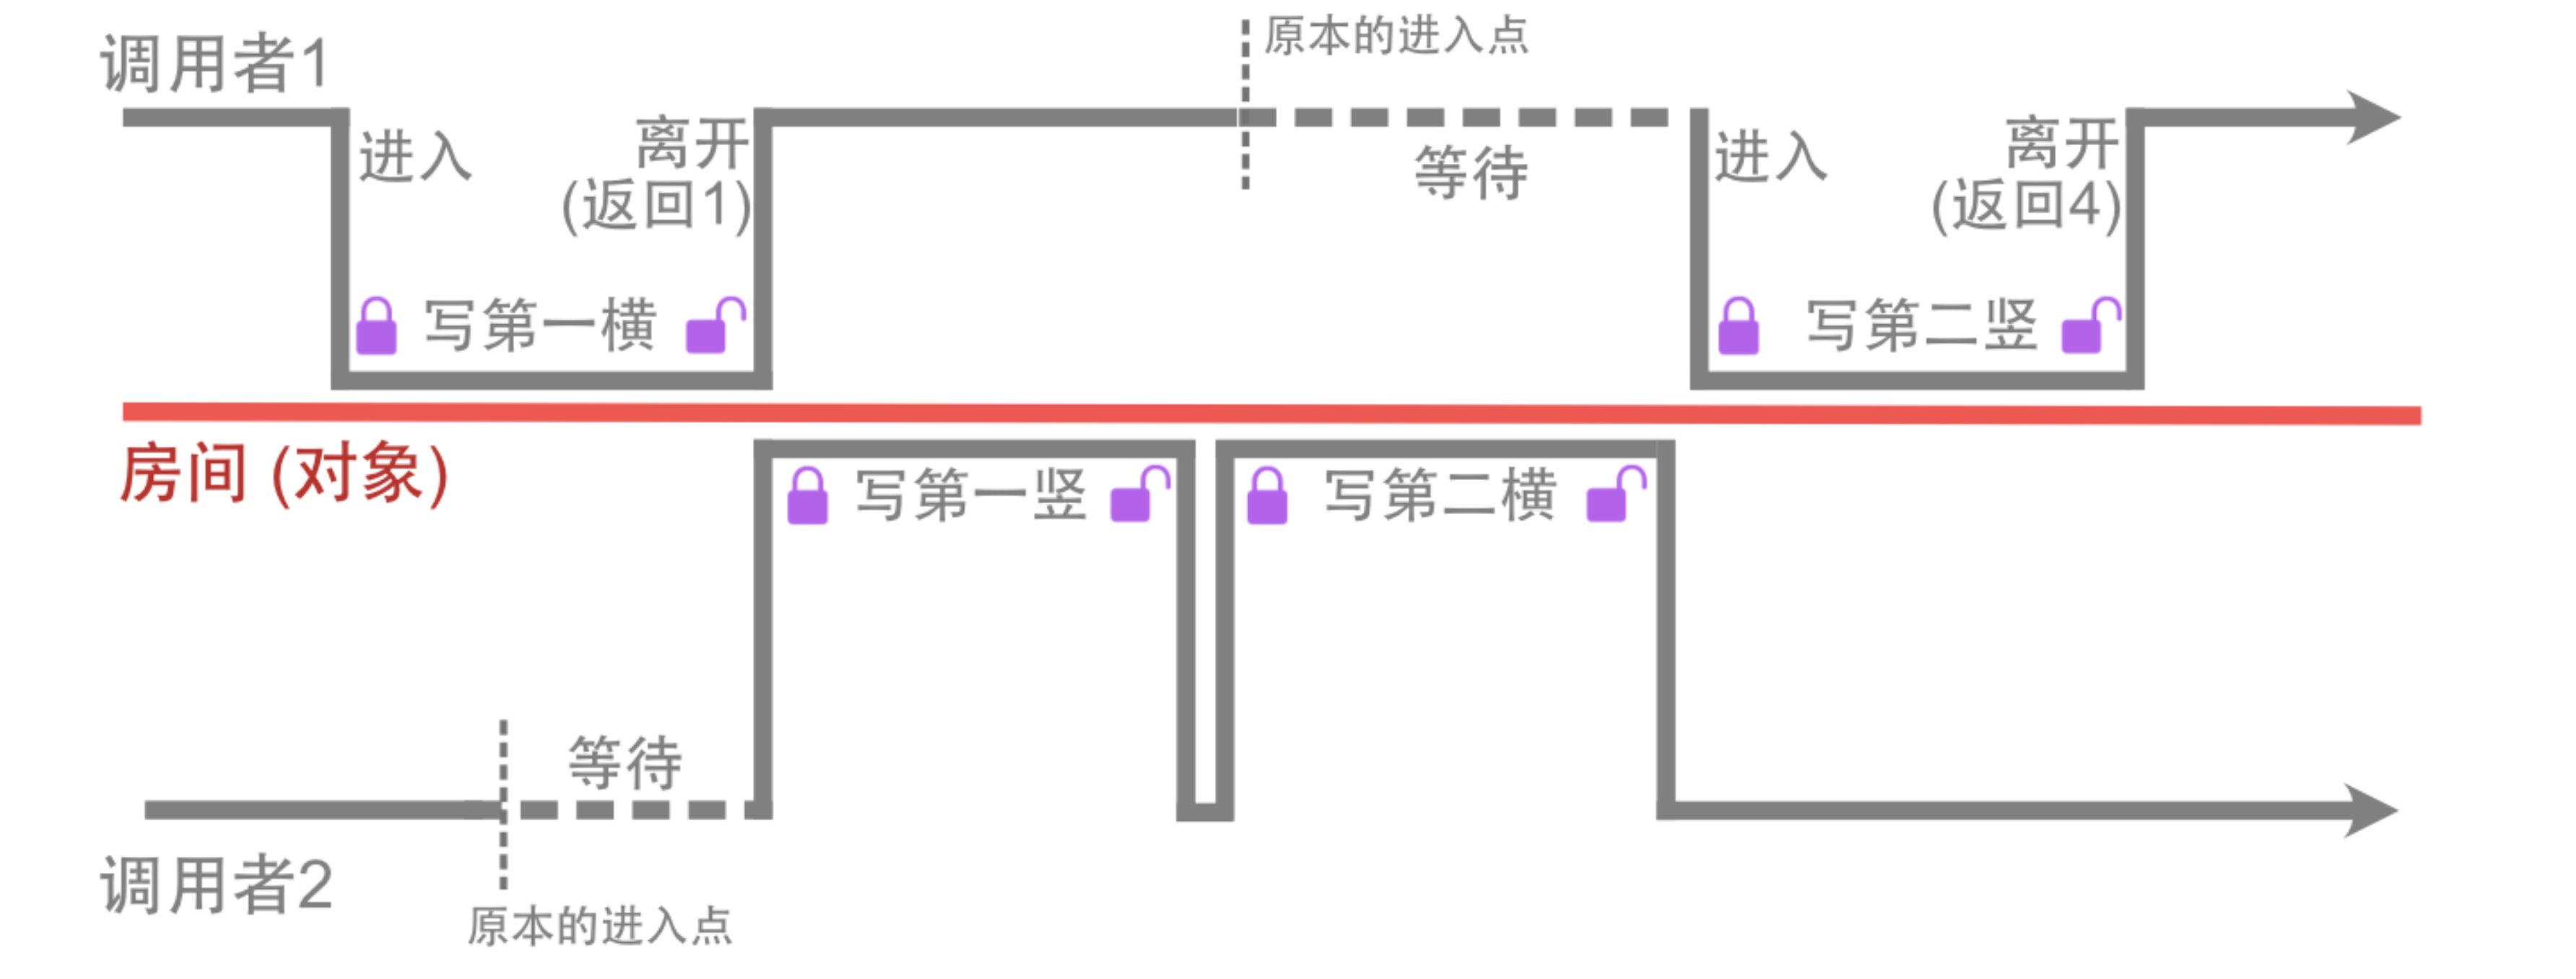 调用者1
原本的进入点
进入
离开
(返回1)
等待
进入
离开
(返回4)
写第一横
写第二竖
房间 (对象)
写第一竖
写第二横
等待
调用者2
原本的进入点